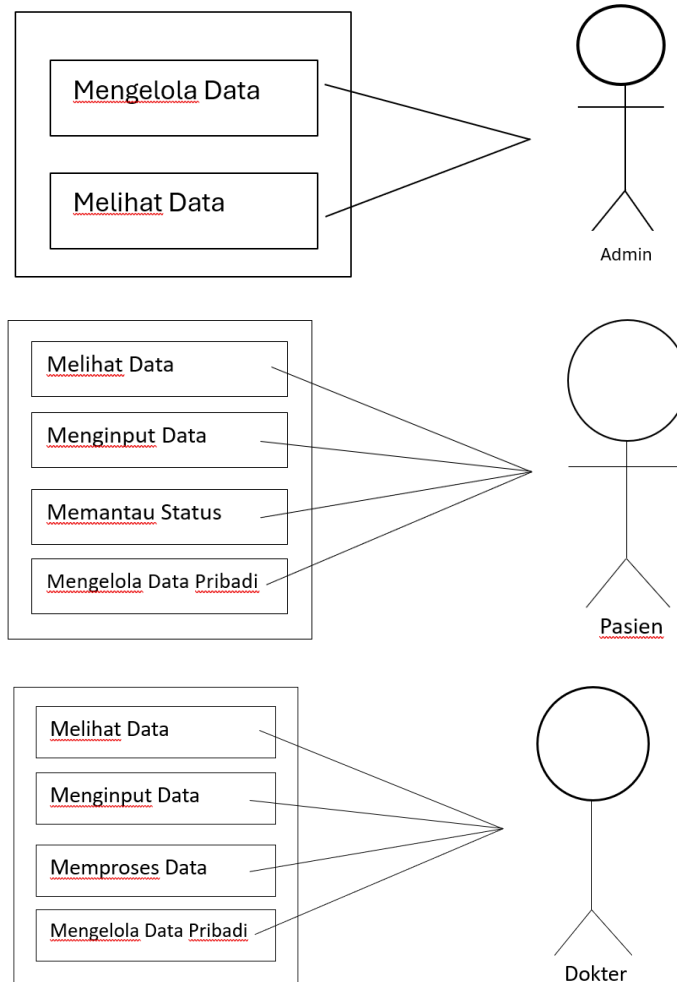 Mengelola Data
Melihat Data
Admin
Melihat Data
Menginput Data
Memantau Status
Mengelola Data Pribadi
Pasien
Melihat Data
Menginput Data
Memproses Data
Mengelola Data Pribadi
Dokter